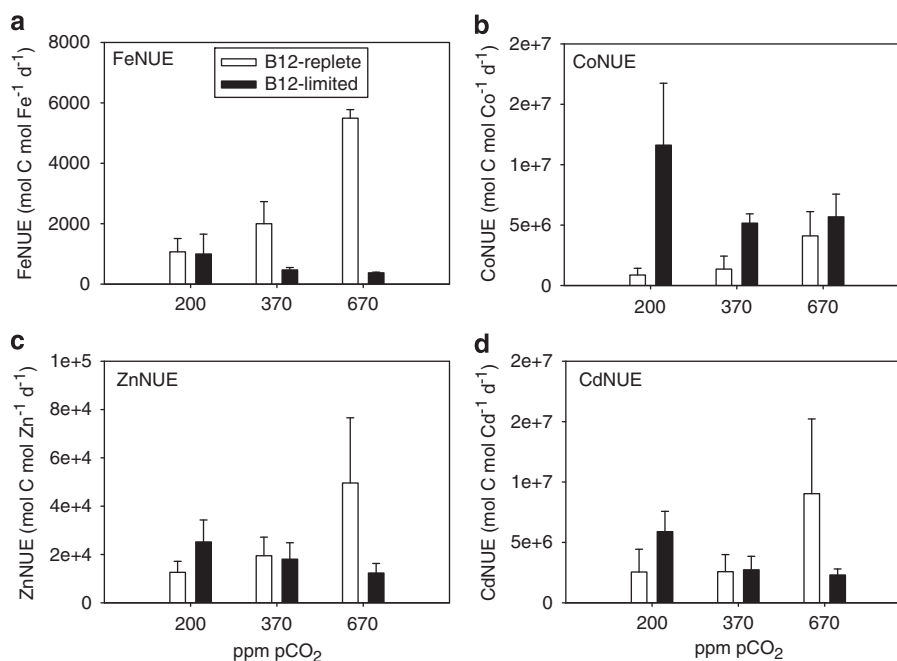 a
FeNUE
B12-replete
B12-limited
FeNUE (mol C mol Fe⁻¹ d⁻¹)
8000
6000
4000
2000
0
200 370 670
b
CoNUE
CoNUE (mol C mol Co⁻¹ d⁻¹)
2e+7
2e+7
1e+7
5e+6
0
200 370 670
c
ZnNUE
ZnNUE (mol C mol Zn⁻¹ d⁻¹)
1e+5
8e+4
6e+4
4e+4
2e+4
0
200 370 670
ppm pCO₂
d
CdNUE
CdNUE (mol C mol Cd⁻¹ d⁻¹)
2e+7
2e+7
1e+7
5e+6
0
200 370 670
ppm pCO₂